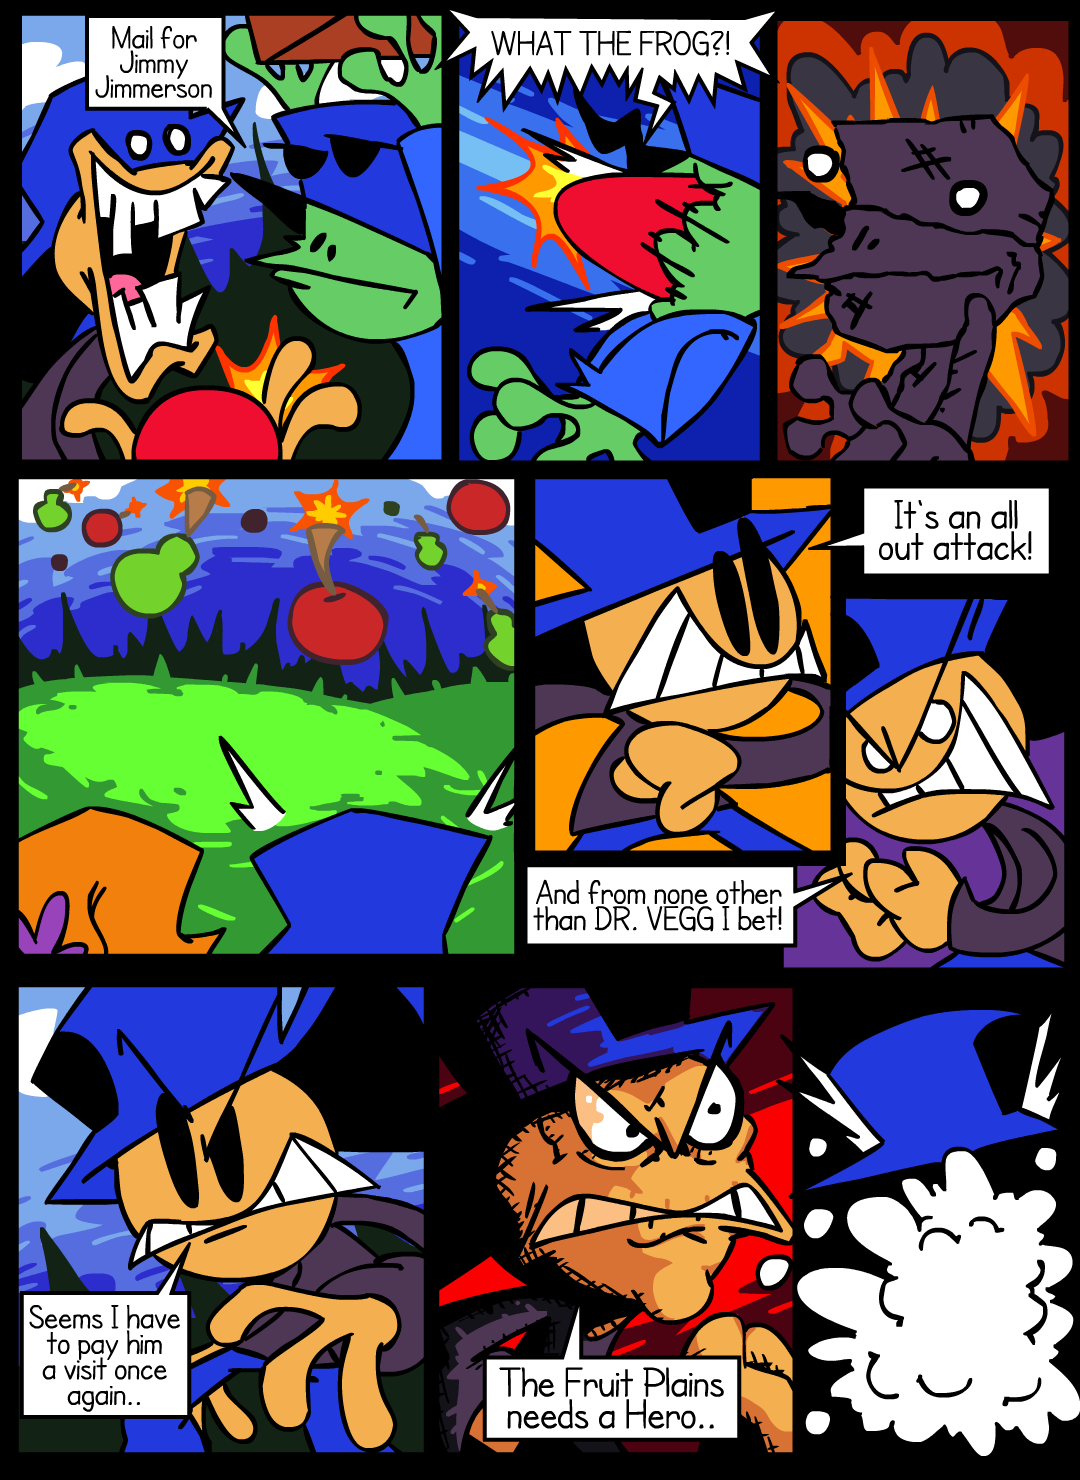 Mail for
Jimmy
Jimmerson
WHAT THE FROG?!
It's an all
out attack!
And from none other
than DR. VEGG I bet!
Seems I have
to pay him
a visit once
again..
The Fruit Plains
needs a Hero..